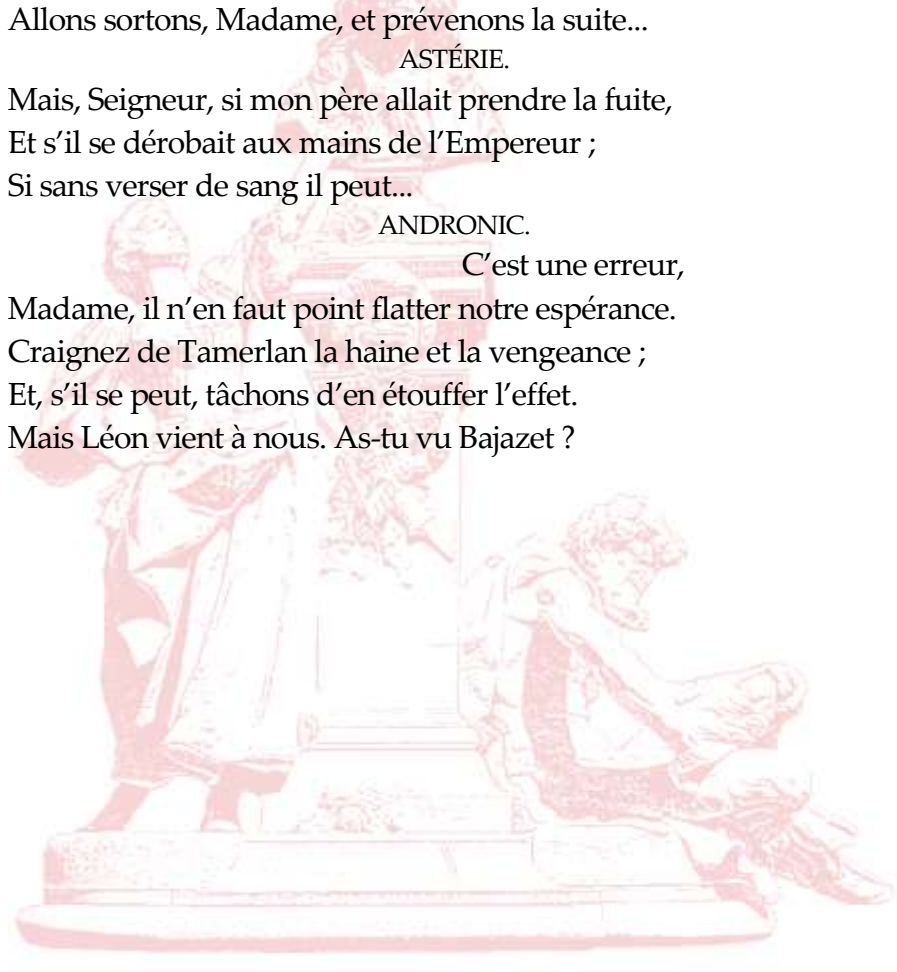 Allons sortons, Madame, et prévenons la suite...
ASTÉRIE.
Mais, Seigneur, si mon père allait prendre la fuite,
Et s’il se dérobait aux mains de l’Empereur ;
Si sans verser de sang il peut...
ANDRONIC.
C’est une erreur,
Madame, il n’en faut point flatter notre espérance.
Craignez de Tamerlan la haine et la vengeance ;
Et, s’il se peut, tâchons d’en étouffer l’effet.
Mais Léon vient à nous. As-tu vu Bajazet ?